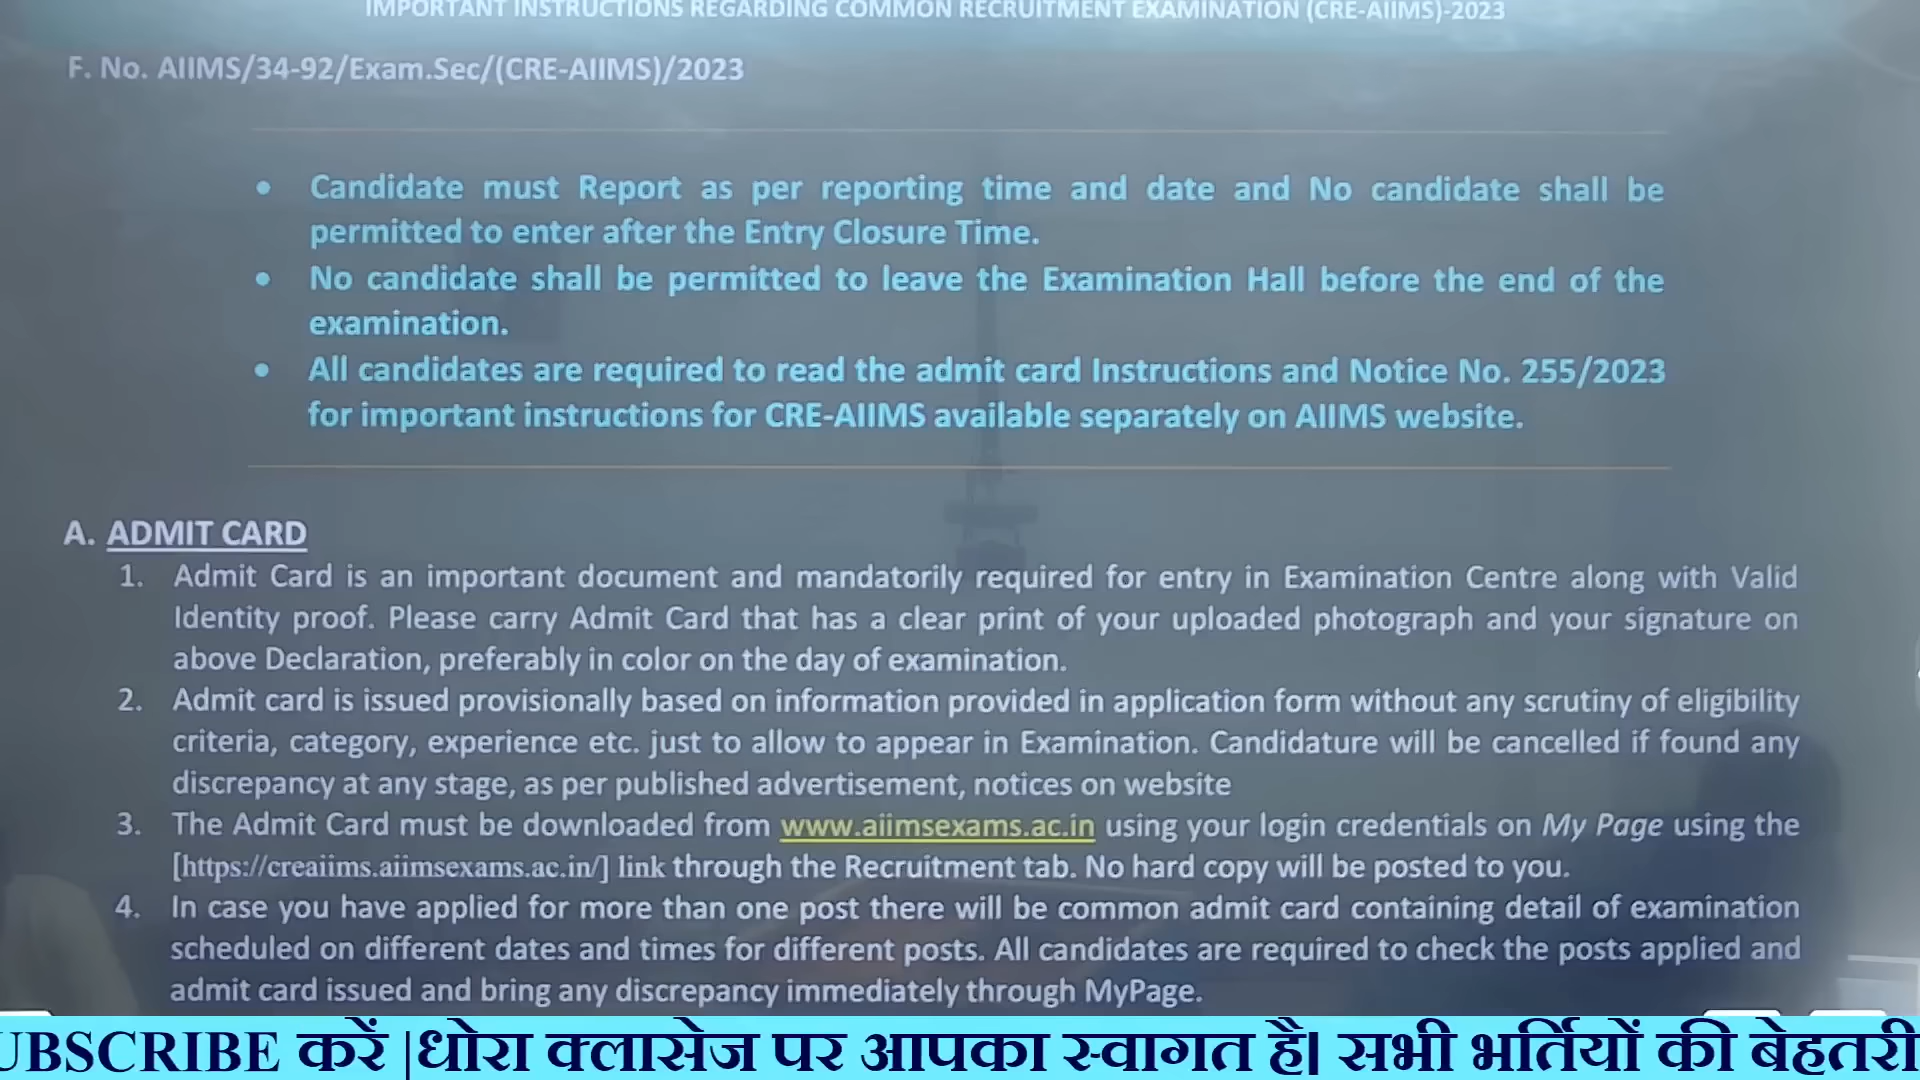 IMPORTANT INSTRUCTIONS REGARDING COMMON RECRUITMENT EXAMINATION (CRE-AIIMS)-2023
F. No. AIIMS/34-92/Exam.Sec/(CRE-AIIMS)/2023
• Candidate must Report as per reporting time and date and No candidate shall be
permitted to enter after the Entry Closure Time.
• No candidate shall be permitted to leave the Examination Hall before the end of the
examination.
• All candidates are required to read the admit card Instructions and Notice No. 255/2023
for important instructions for CRE-AIIMS available separately on AIIMS website.
A. ADMIT CARD
1. Admit Card is an important document and mandatorily required for entry in Examination Centre along with Valid
Identity proof. Please carry Admit Card that has a clear print of your uploaded photograph and your signature on
above Declaration, preferably in color on the day of examination.
2. Admit card is issued provisionally based on information provided in application form without any scrutiny of eligibility
criteria, category, experience etc. just to allow to appear in Examination. Candidature will be cancelled if found any
discrepancy at any stage, as per published advertisement, notices on website
3. The Admit Card must be downloaded from www.aiimsexams.ac.in using your login credentials on My Page using the
[https://creaiims.aiimsexams.ac.in/] link through the Recruitment tab. No hard copy will be posted to you.
4. In case you have applied for more than one post there will be common admit card containing detail of examination
scheduled on different dates and times for different posts. All candidates are required to check the posts applied and
admit card issued and bring any discrepancy immediately through MyPage.
UBSCRIBE करें |धोरा क्लासेज पर आपका स्वागत है| सभी भर्तियों की बेहतरी